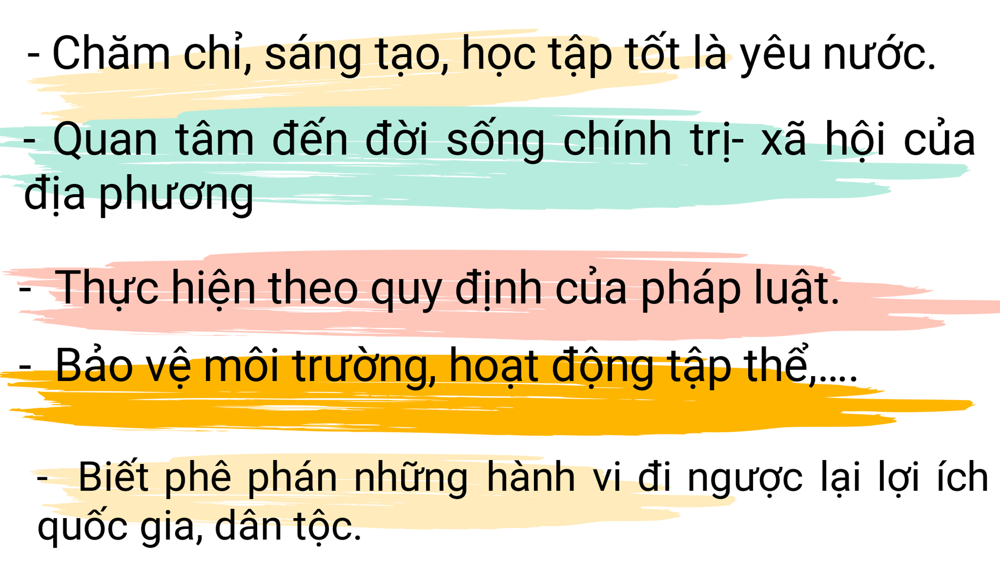 - Chăm chỉ, sáng tạo, học tập tốt là yêu nước.
- Quan tâm đến đời sống chính trị- xã hội của
địa phương
- Thực hiện theo quy định của pháp luật.
- Bảo vệ môi trường, hoạt động tập thể,....
- Biết phê phán những hành vi đi ngược lại lợi ích
quốc gia, dân tộc.